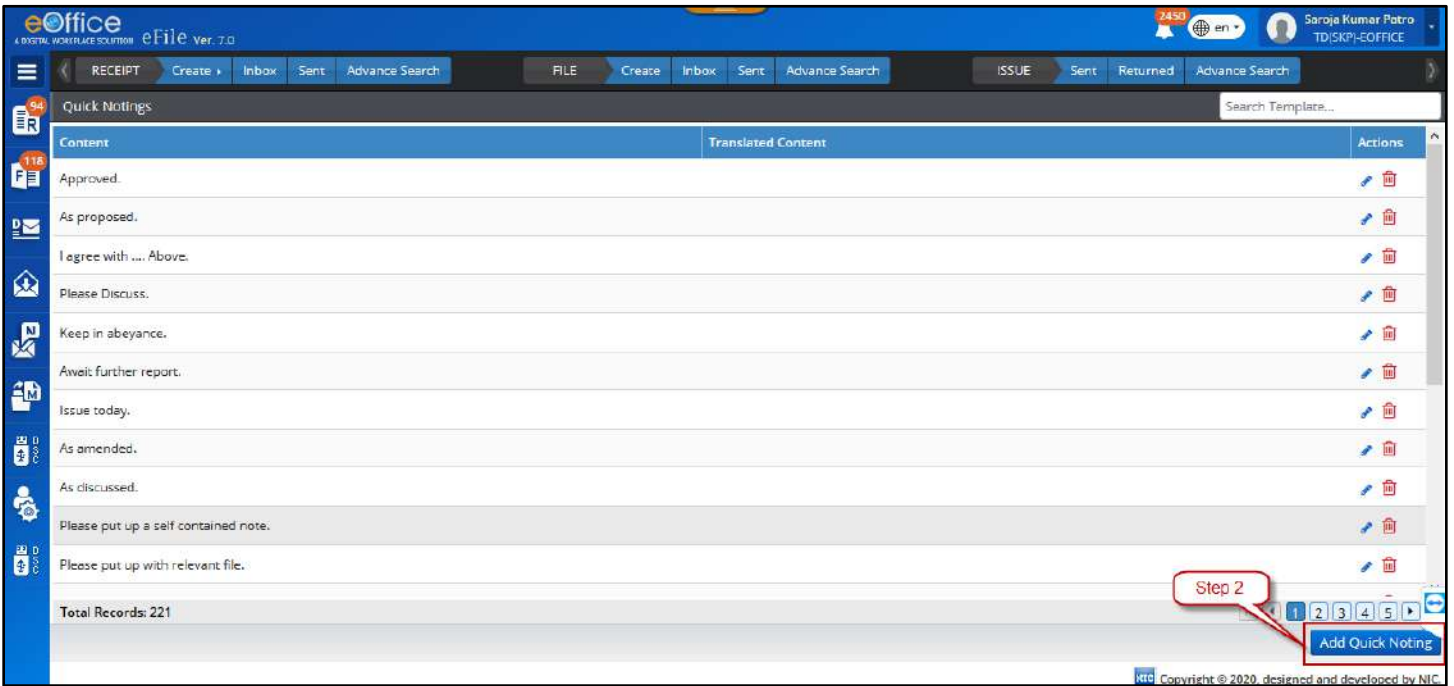 eOffice
A DIGITAL WORKPLACE SOLUTION eFile Ver. 7.0
2450
en
Saroja Kumar Patro
TD(SKP)-EOFFICE
RECEIPT Create Inbox Sent Advance Search FILE Create Inbox Sent Advance Search ISSUE Sent Returned Advance Search
94
R
Quick Notings
Search Template...
Content Translated Content Actions
118
F
Approved.
D
As proposed.
I agree with .... Above.
Please Discuss.
N
Keep in abeyance.
Await further report.
M
Issue today.
DSC
As amended.
As discussed.
Please put up a self contained note.
DSC
Please put up with relevant file.
Step 2
Total Records: 221
1 2 3 4 5
Add Quick Noting
NIC Copyright © 2020, designed and developed by NIC.